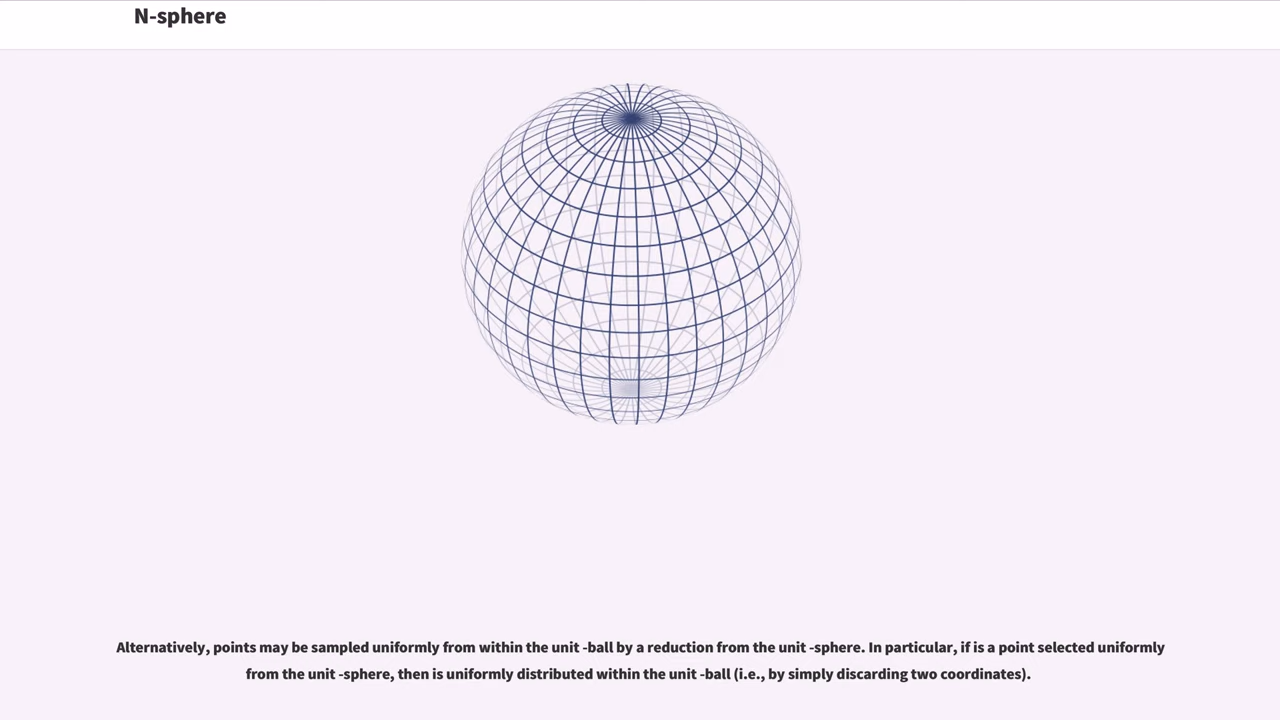 N-sphere
Alternatively, points may be sampled uniformly from within the unit -ball by a reduction from the unit -sphere. In particular, if is a point selected uniformly
from the unit -sphere, then is uniformly distributed within the unit -ball (i.e., by simply discarding two coordinates).